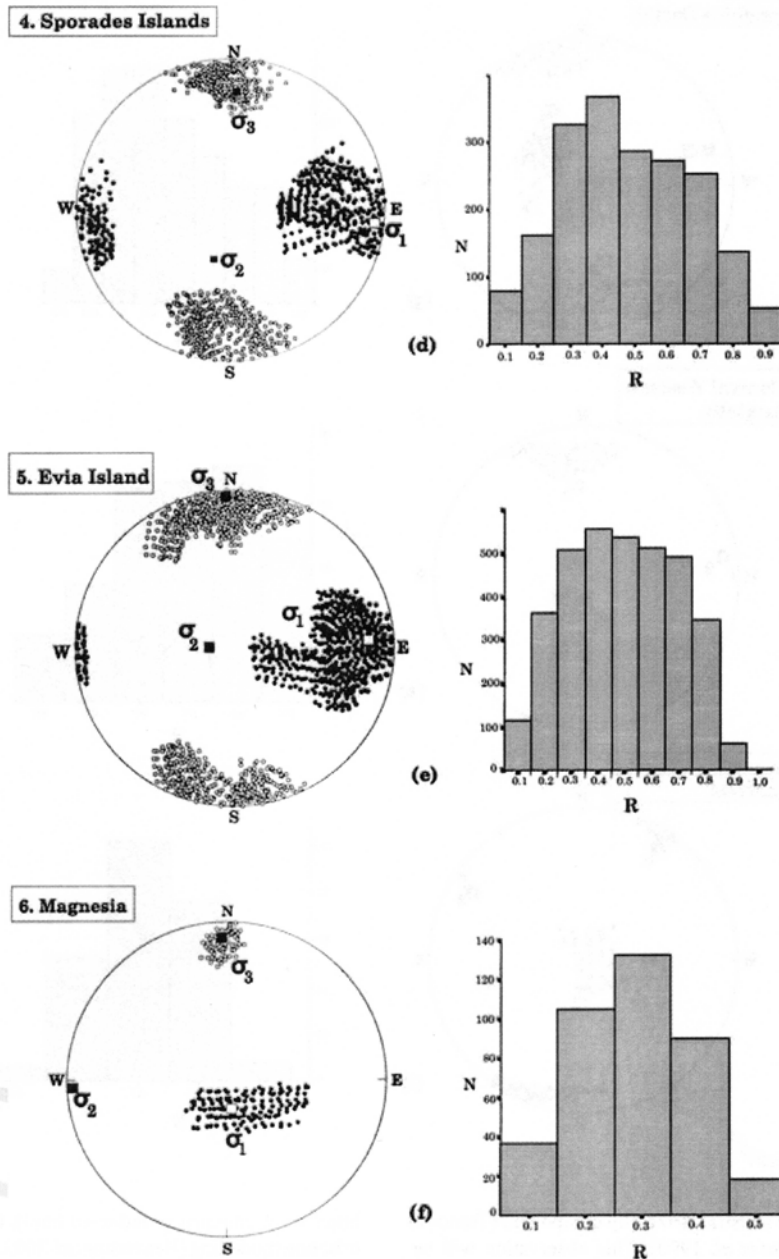 4. Sporades Islands
N
σ3
W
E
σ1
σ2
S
(d)
300
200
100
0
N
0.1 0.2 0.3 0.4 0.5 0.6 0.7 0.8 0.9
R
5. Evia Island
σ3 N
σ1
σ2
W
E
S
(e)
500
400
300
200
100
0
N
0.1 0.2 0.3 0.4 0.5 0.6 0.7 0.8 0.9 1.0
R
6. Magnesia
N
σ3
W
E
σ2
σ1
S
(f)
140
120
100
80
60
40
20
0
N
0.1 0.2 0.3 0.4 0.5
R